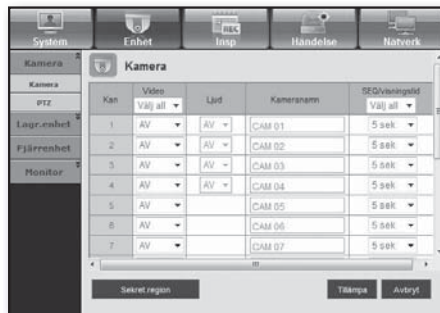 System Enhet Insp Händelse Nätverk
Kamera
Kamera
PTZ
Lagr.enhet
Fjärrenhet
Monitor
Kamera
Kan Video Ljud Kameranamn SEQ/visningstid
Välj all Välj all
1 AV AV CAM 01 5 sek
2 AV AV CAM 02 5 sek
3 AV AV CAM 03 5 sek
4 AV AV CAM 04 5 sek
5 AV CAM 05 5 sek
6 AV CAM 06 5 sek
7 AV CAM 07 5 sek
Sekret.region Tillämpa Avbryt